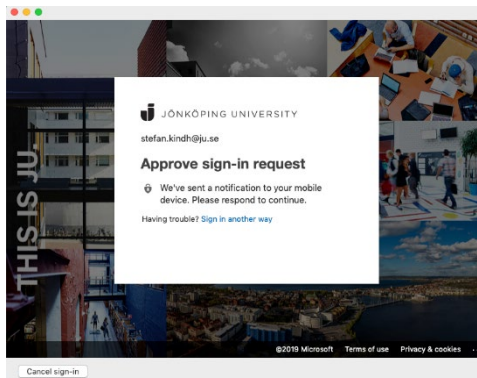 JÖNKÖPING UNIVERSITY
stefan.kindh@ju.se
Approve sign-in request
We've sent a notification to your mobile
device. Please respond to continue.
Having trouble? Sign in another way
THIS IS JU
©2019 Microsoft Terms of use Privacy & cookies
Cancel sign-in